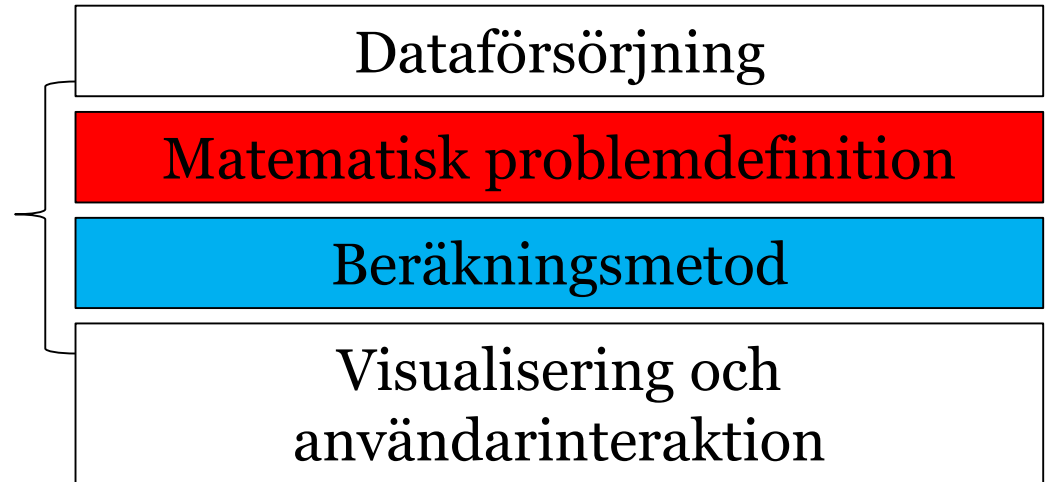 Dataförsörjning
Matematisk problemdefinition
Beräkningsmetod
Visualisering och
användarinteraktion